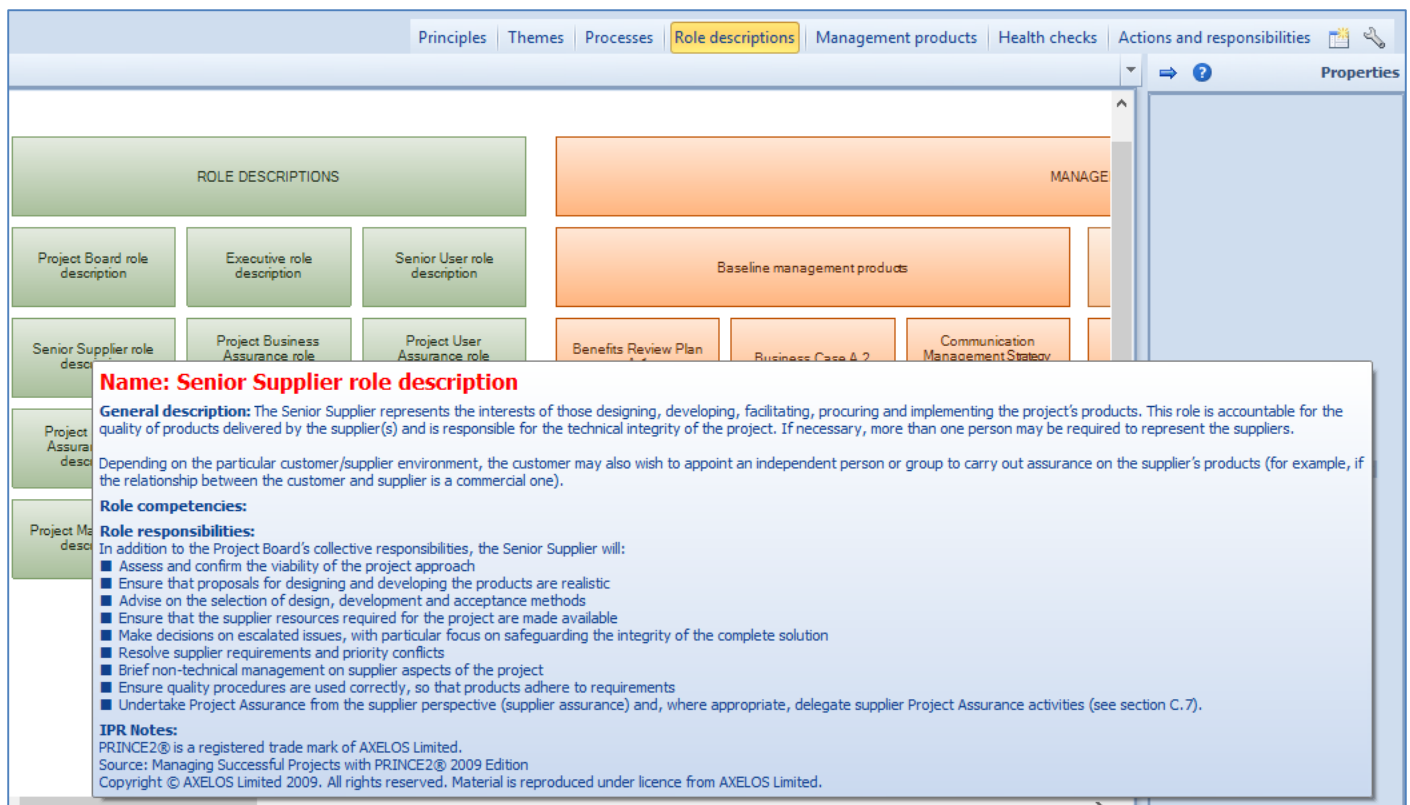 Principles Themes Processes Role descriptions Management products Health checks Actions and responsibilities
Properties
ROLE DESCRIPTIONS
Project Board role
description
Executive role
description
Senior User role
description
Senior Supplier role
Project Business
Assurance role
Project User
Assurance role
Project
Project
Baseline management products
Benefits Review Plan
Business Case A.2
Communication
Management Strategy
Name: Senior Supplier role description
General description: The Senior Supplier represents the interests of those designing, developing, facilitating, procuring and implementing the project's products. This role is accountable for the
quality of products delivered by the supplier(s) and is responsible for the technical integrity of the project. If necessary, more than one person may be required to represent the suppliers.
Depending on the particular customer/supplier environment, the customer may also wish to appoint an independent person or group to carry out assurance on the supplier's products (for example, if
the relationship between the customer and supplier is a commercial one).
Role competencies:
Role responsibilities:
In addition to the Project Board's collective responsibilities, the Senior Supplier will:
■ Assess and confirm the viability of the project approach
■ Ensure that proposals for designing and developing the products are realistic
■ Advise on the selection of design, development and acceptance methods
■ Ensure that the supplier resources required for the project are made available
■ Make decisions on escalated issues, with particular focus on safeguarding the integrity of the complete solution
■ Resolve supplier requirements and priority conflicts
■ Brief non-technical management on supplier aspects of the project
■ Ensure quality procedures are used correctly, so that products adhere to requirements
■ Undertake Project Assurance from the supplier perspective (supplier assurance) and, where appropriate, delegate supplier Project Assurance activities (see section C.7).
IPR Notes:
PRINCE2® is a registered trade mark of AXELOS Limited.
Source: Managing Successful Projects with PRINCE2® 2009 Edition
Copyright © AXELOS Limited 2009. All rights reserved. Material is reproduced under licence from AXELOS Limited.